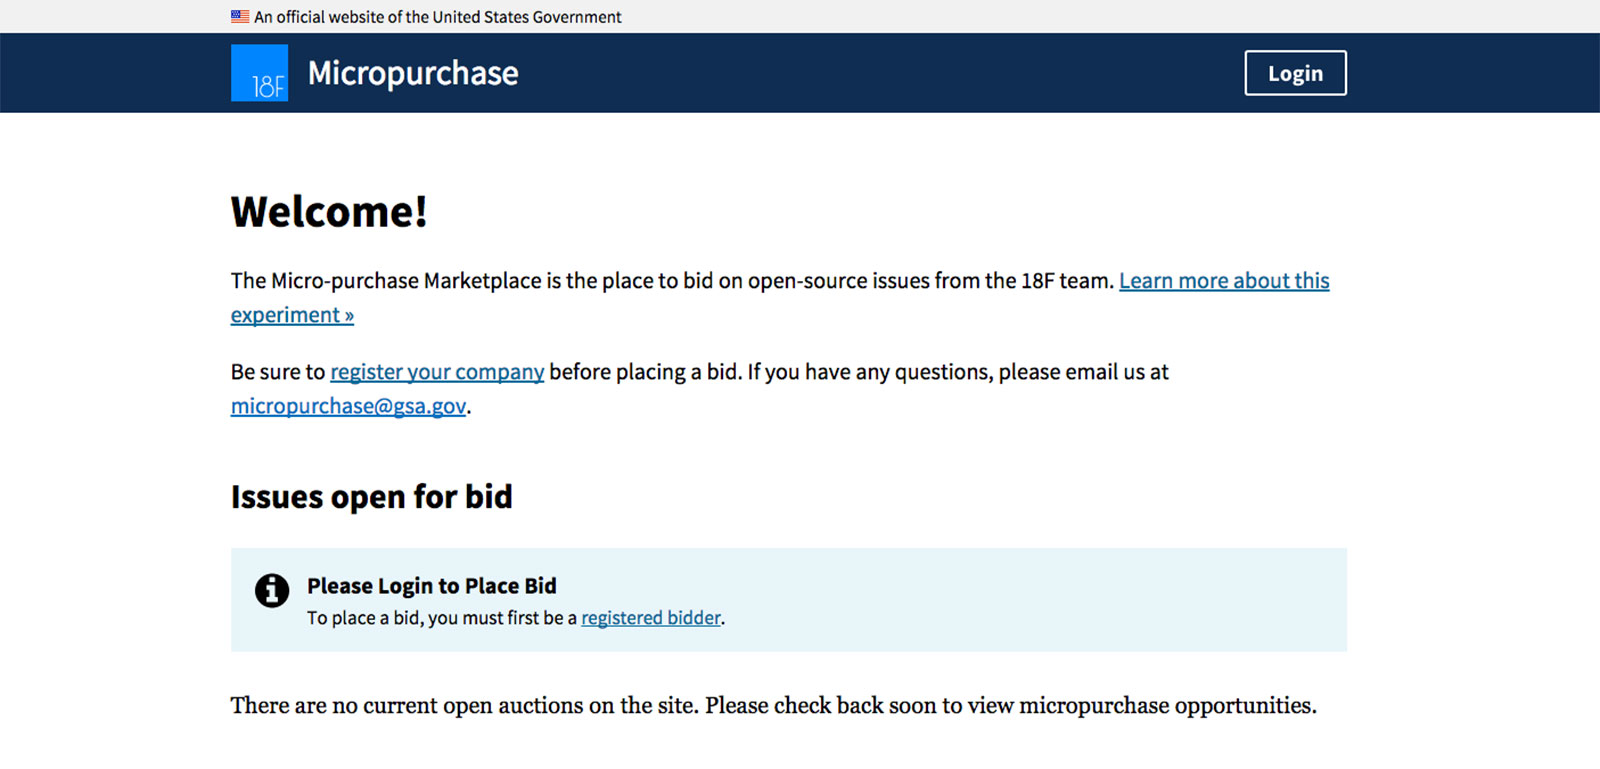 An official website of the United States Government
18F
Micropurchase
Login
Welcome!
The Micro-purchase Marketplace is the place to bid on open-source issues from the 18F team. Learn more about this
experiment »
Be sure to register your company before placing a bid. If you have any questions, please email us at
micropurchase@gsa.gov.
Issues open for bid
Please Login to Place Bid
To place a bid, you must first be a registered bidder.
There are no current open auctions on the site. Please check back soon to view micropurchase opportunities.